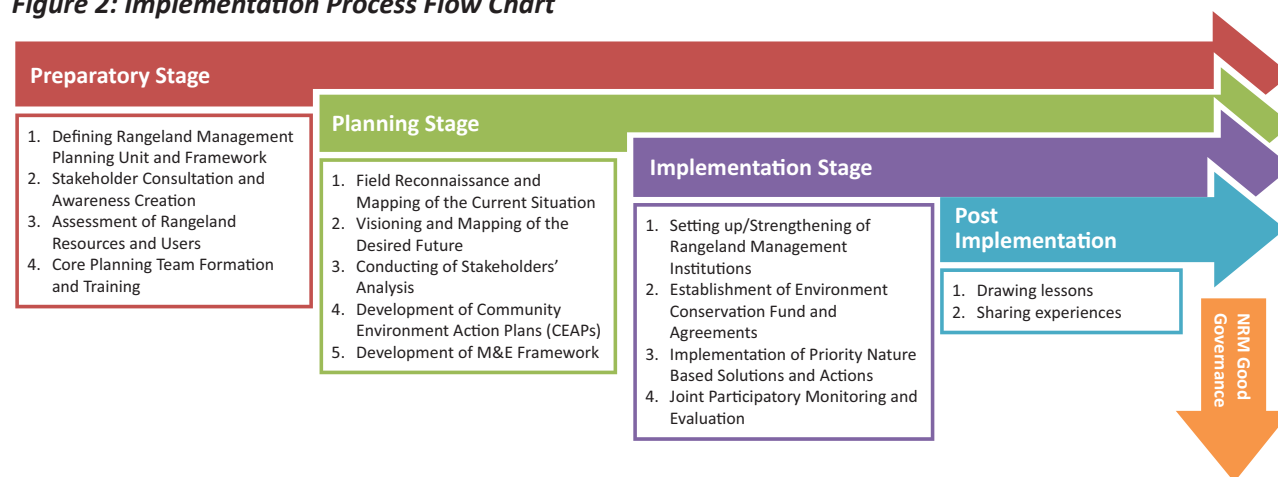 Figure 2: Implementation Process Flow Chart
Preparatory Stage
1. Defining Rangeland Management
Planning Unit and Framework
2. Stakeholder Consultation and
Awareness Creation
3. Assessment of Rangeland
Resources and Users
4. Core Planning Team Formation
and Training
Planning Stage
1. Field Reconnaissance and
Mapping of the Current Situation
2. Visioning and Mapping of the
Desired Future
3. Conducting of Stakeholders’
Analysis
4. Development of Community
Environment Action Plans (CEAPs)
5. Development of M&E Framework
Implementation Stage
1. Setting up/Strengthening of
Rangeland Management
Institutions
2. Establishment of Environment
Conservation Fund and
Agreements
3. Implementation of Priority Nature
Based Solutions and Actions
4. Joint Participatory Monitoring and
Evaluation
Post
Implementation
1. Drawing lessons
2. Sharing experiences
NRM Good
Governance